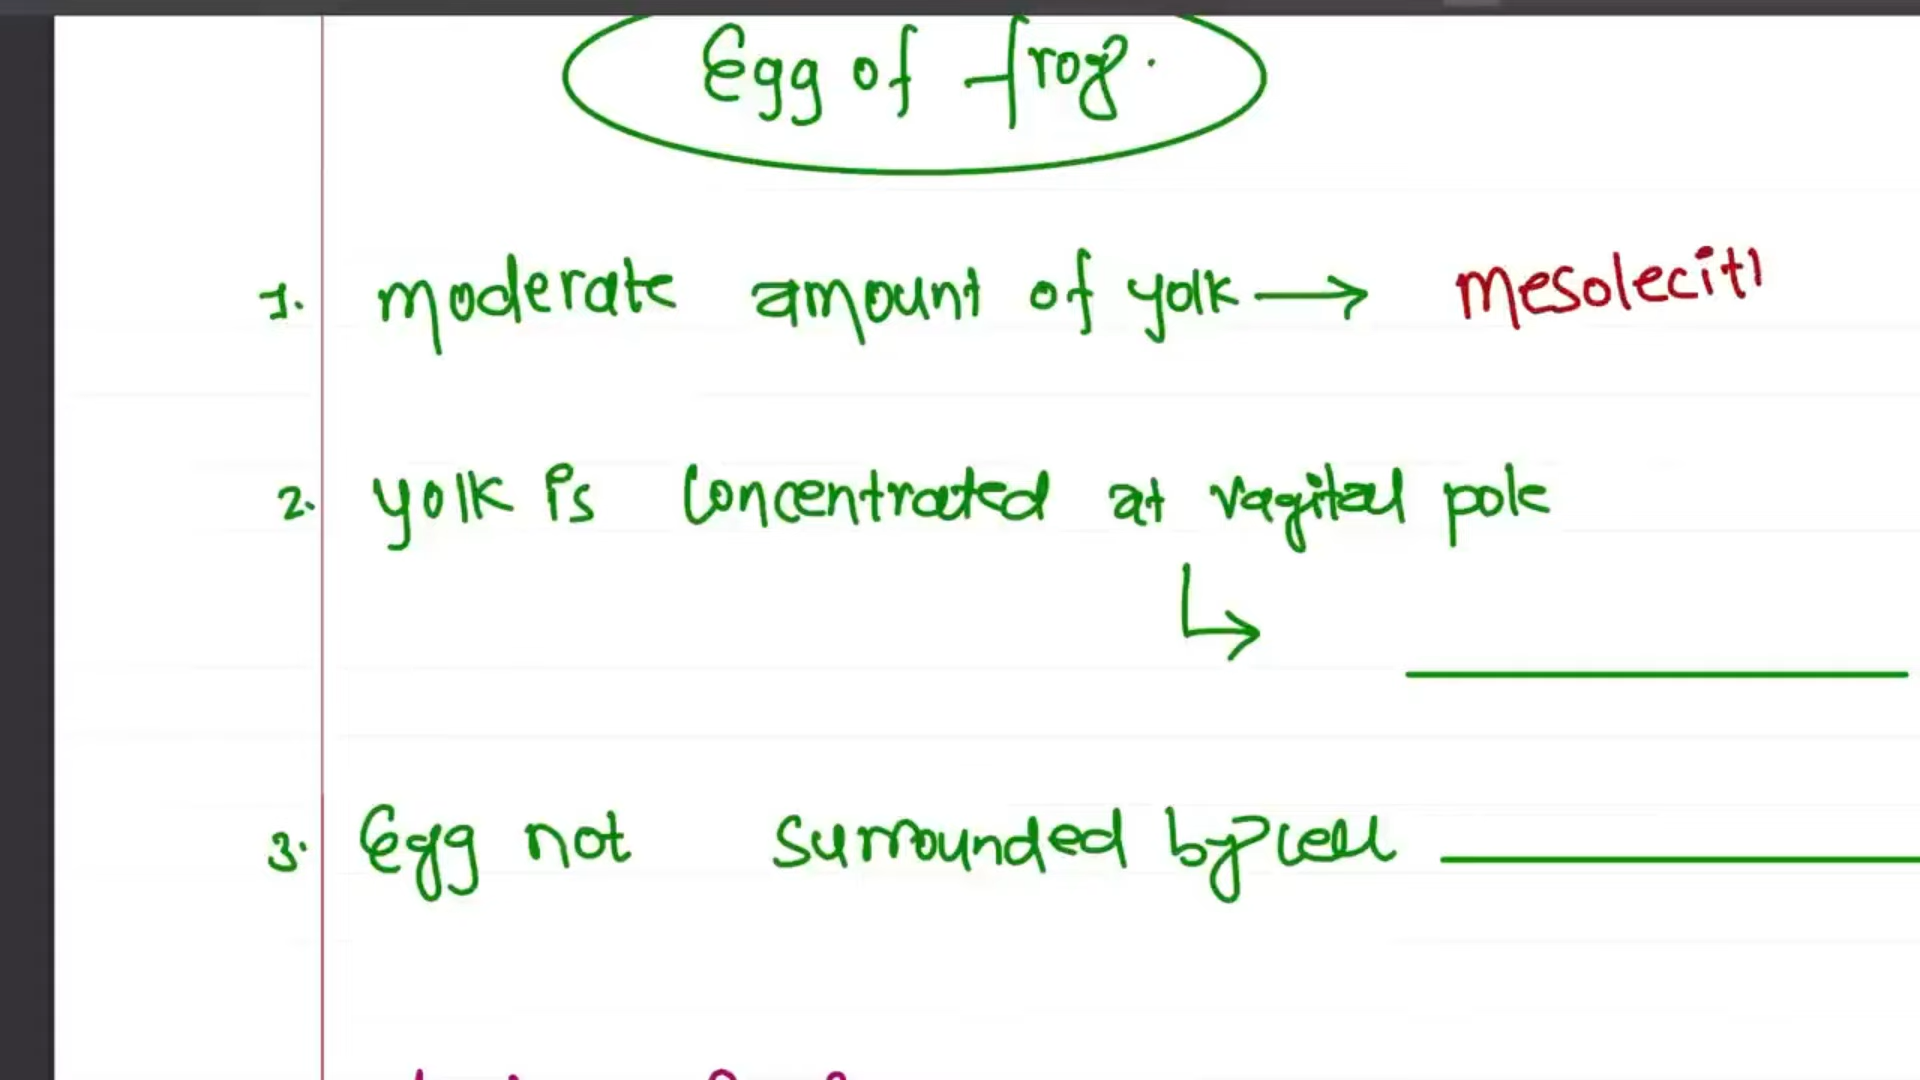 Egg of frog.
1. moderate amount of yolk → mesolecitl
2. yolk is concentrated at vagital pole
↳
3. Egg not surrounded by cell